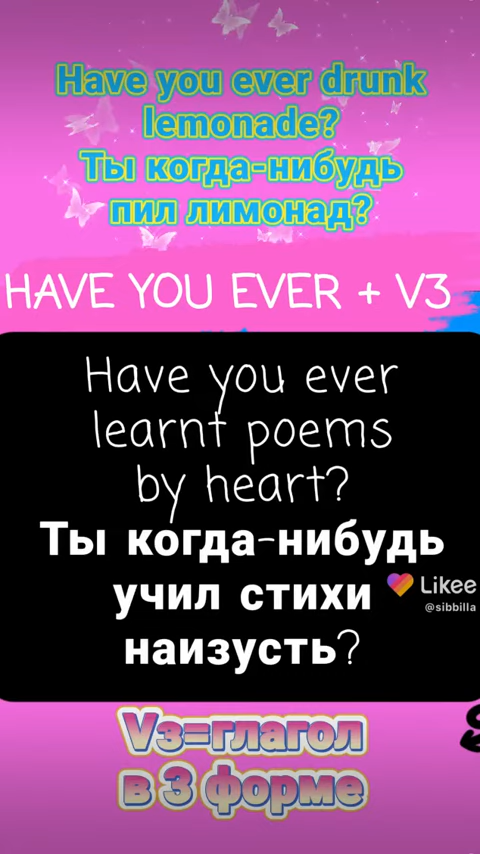 Have you ever drunk
lemonade?
Ты когда-нибудь
пил лимонад?
HAVE YOU EVER + V3
Have you ever
learnt poems
by heart?
Ты когда-нибудь
учил стихи
наизусть?
Likee
@sibbilla
V3=глагол
в 3 форме